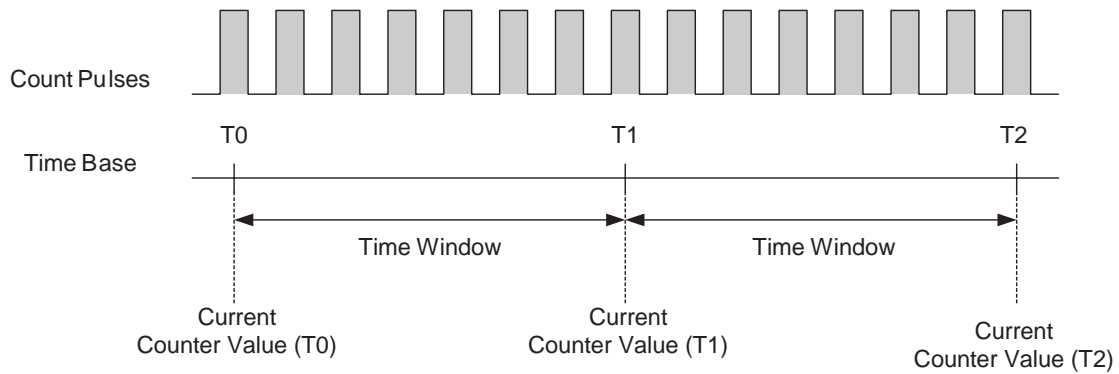 Count Pulses
T0
T1
T2
Time Base
Time Window
Time Window
Current
Counter Value (T0)
Current
Counter Value (T1)
Current
Counter Value (T2)